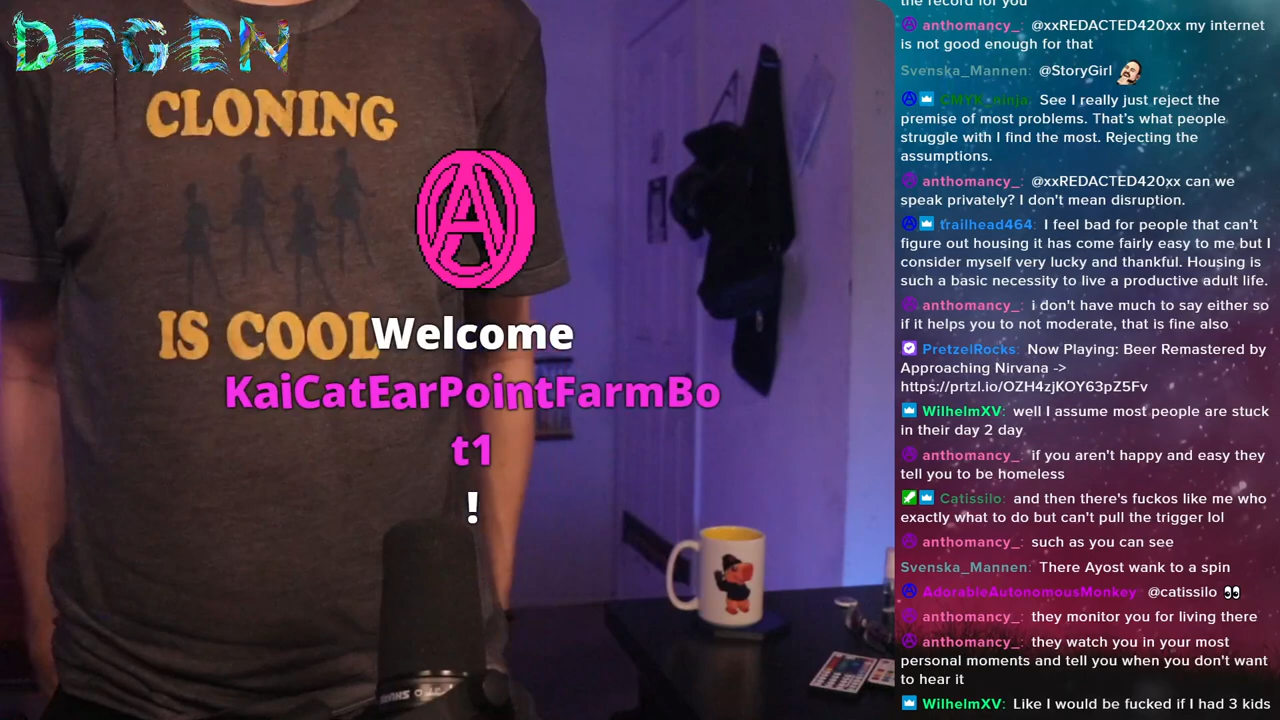 DEGEN
CLONING
IS COOL
Welcome
KaiCatEarPointFarmBo
t1
!
SHURE
the record for you
anthomancy_: @xxREDACTED420xx my internet
is not good enough for that
Svenska_Mannen: @StoryGirl
CMYK_ninja: See I really just reject the
premise of most problems. That's what people
struggle with I find the most. Rejecting the
assumptions.
anthomancy_: @xxREDACTED420xx can we
speak privately? I don't mean disruption.
trailhead464: I feel bad for people that can't
figure out housing it has come fairly easy to me but I
consider myself very lucky and thankful. Housing is
such a basic necessity to live a productive adult life.
anthomancy_: i don't have much to say either so
if it helps you to not moderate, that is fine also
PretzelRocks: Now Playing: Beer Remastered by
Approaching Nirvana ->
https://prtzl.io/OZH4zjKOY63pZ5Fv
WilhelmXV: well I assume most people are stuck
in their day 2 day
anthomancy_: if you aren't happy and easy they
tell you to be homeless
Catissilo: and then there's fuckos like me who
exactly what to do but can't pull the trigger lol
anthomancy_: such as you can see
Svenska_Mannen: There Ayost wank to a spin
AdorableAutonomousMonkey: @catissilo 👀
anthomancy_: they monitor you for living there
anthomancy_: they watch you in your most
personal moments and tell you when you don't want
to hear it
WilhelmXV: Like I would be fucked if I had 3 kids